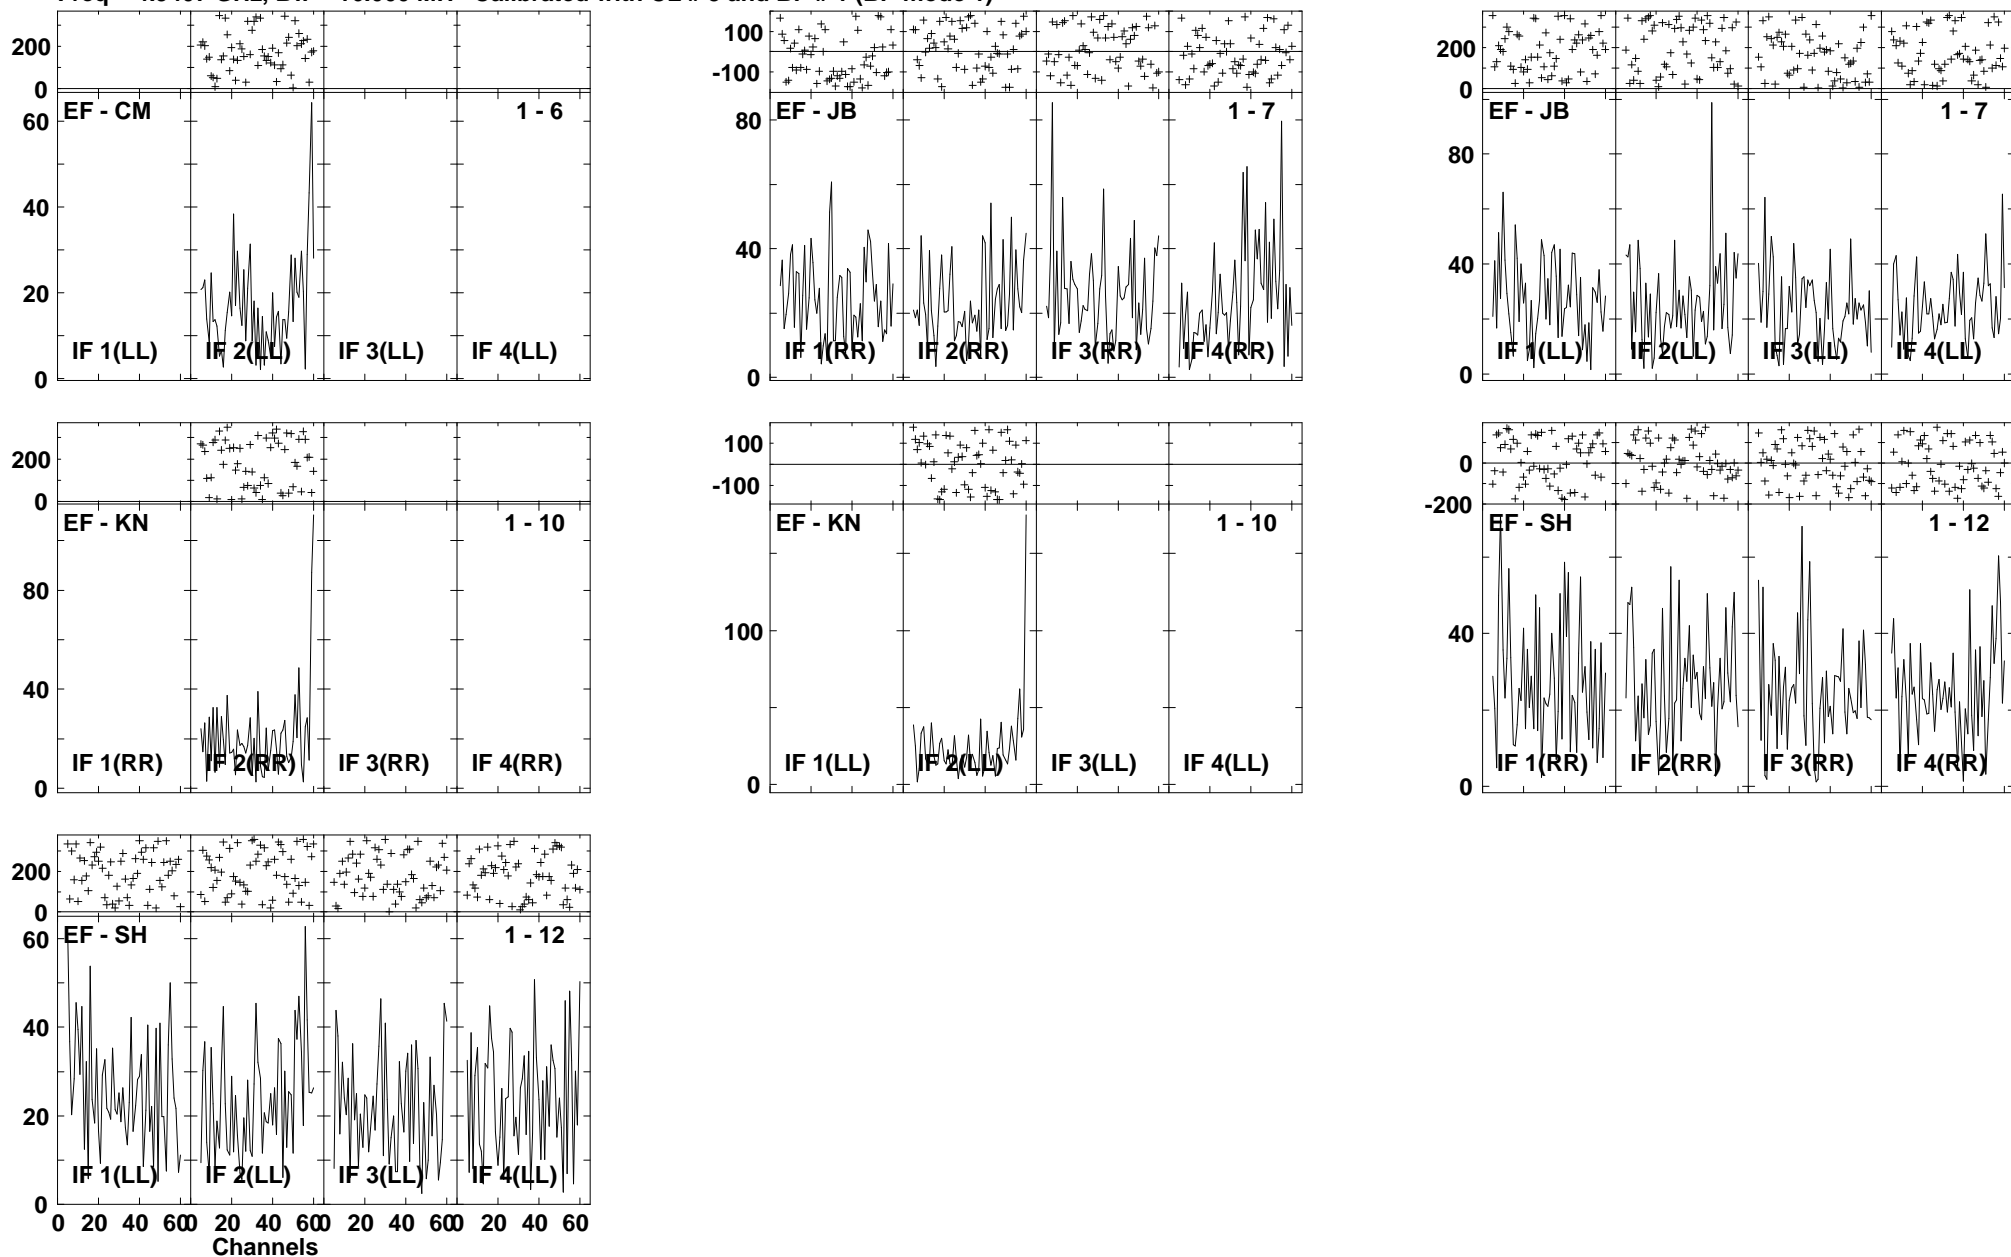 200
0
EF - CM
1 - 6
60
40
20
0
IF 1(LL)
IF 2(LL)
IF 3(LL)
IF 4(LL)
100
-100
EF - JB
1 - 7
80
40
0
IF 1(RR)
IF 2(RR)
IF 3(RR)
IF 4(RR)
200
0
EF - JB
1 - 7
80
40
0
IF 1(LL)
IF 2(LL)
IF 3(LL)
IF 4(LL)
200
0
EF - KN
1 - 10
80
40
0
IF 1(RR)
IF 2(RR)
IF 3(RR)
IF 4(RR)
100
-100
EF - KN
1 - 10
100
0
IF 1(LL)
IF 2(LL)
IF 3(LL)
IF 4(LL)
0
-200
EF - SH
1 - 12
40
0
IF 1(RR)
IF 2(RR)
IF 3(RR)
IF 4(RR)
200
0
EF - SH
1 - 12
60
40
20
0
IF 1(LL)
IF 2(LL)
IF 3(LL)
IF 4(LL)
0 20 40 60 0 20 40 60 0 20 40 60 0 20 40 60
Channels